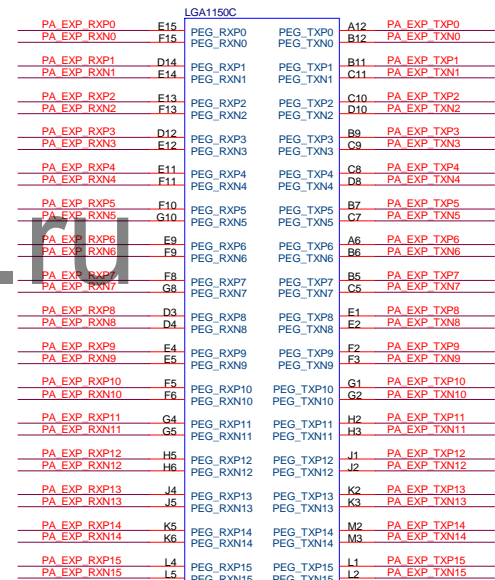 LGA1150C
PA_EXP_RXP0 E15 PEG_RXP0 PEG_TXP0 A12 PA_EXP_TXP0
PA_EXP_RXN0 F15 PEG_RXN0 PEG_TXN0 B12 PA_EXP_TXN0
PA_EXP_RXP1 D14 PEG_RXP1 PEG_TXP1 B11 PA_EXP_TXP1
PA_EXP_RXN1 E14 PEG_RXN1 PEG_TXN1 C11 PA_EXP_TXN1
PA_EXP_RXP2 E13 PEG_RXP2 PEG_TXP2 C10 PA_EXP_TXP2
PA_EXP_RXN2 F13 PEG_RXN2 PEG_TXN2 D10 PA_EXP_TXN2
PA_EXP_RXP3 D12 PEG_RXP3 PEG_TXP3 B9 PA_EXP_TXP3
PA_EXP_RXN3 E12 PEG_RXN3 PEG_TXN3 C9 PA_EXP_TXN3
PA_EXP_RXP4 E11 PEG_RXP4 PEG_TXP4 C8 PA_EXP_TXP4
PA_EXP_RXN4 F11 PEG_RXN4 PEG_TXN4 D8 PA_EXP_TXN4
PA_EXP_RXP5 F10 PEG_RXP5 PEG_TXP5 B7 PA_EXP_TXP5
PA_EXP_RXN5 G10 PEG_RXN5 PEG_TXN5 C7 PA_EXP_TXN5
PA_EXP_RXP6 E9 PEG_RXP6 PEG_TXP6 A6 PA_EXP_TXP6
PA_EXP_RXN6 F9 PEG_RXN6 PEG_TXN6 B6 PA_EXP_TXN6
.ru
PA_EXP_RXP7 F8 PEG_RXP7 PEG_TXP7 B5 PA_EXP_TXP7
PA_EXP_RXN7 G8 PEG_RXN7 PEG_TXN7 C5 PA_EXP_TXN7
PA_EXP_RXP8 D3 PEG_RXP8 PEG_TXP8 E1 PA_EXP_TXP8
PA_EXP_RXN8 D4 PEG_RXN8 PEG_TXN8 E2 PA_EXP_TXN8
PA_EXP_RXP9 E4 PEG_RXP9 PEG_TXP9 F2 PA_EXP_TXP9
PA_EXP_RXN9 E5 PEG_RXN9 PEG_TXN9 F3 PA_EXP_TXN9
PA_EXP_RXP10 F5 PEG_RXP10 PEG_TXP10 G1 PA_EXP_TXP10
PA_EXP_RXN10 F6 PEG_RXN10 PEG_TXN10 G2 PA_EXP_TXN10
PA_EXP_RXP11 G4 PEG_RXP11 PEG_TXP11 H2 PA_EXP_TXP11
PA_EXP_RXN11 G5 PEG_RXN11 PEG_TXN11 H3 PA_EXP_TXN11
PA_EXP_RXP12 H5 PEG_RXP12 PEG_TXP12 J1 PA_EXP_TXP12
PA_EXP_RXN12 H6 PEG_RXN12 PEG_TXN12 J2 PA_EXP_TXN12
PA_EXP_RXP13 J4 PEG_RXP13 PEG_TXP13 K2 PA_EXP_TXP13
PA_EXP_RXN13 J5 PEG_RXN13 PEG_TXN13 K3 PA_EXP_TXN13
PA_EXP_RXP14 K5 PEG_RXP14 PEG_TXP14 M2 PA_EXP_TXP14
PA_EXP_RXN14 K6 PEG_RXN14 PEG_TXN14 M3 PA_EXP_TXN14
PA_EXP_RXP15 L4 PEG_RXP15 PEG_TXP15 L1 PA_EXP_TXP15
PA_EXP_RXN15 L5 PEG_RXN15 PEG_TXN15 L2 PA_EXP_TXN15